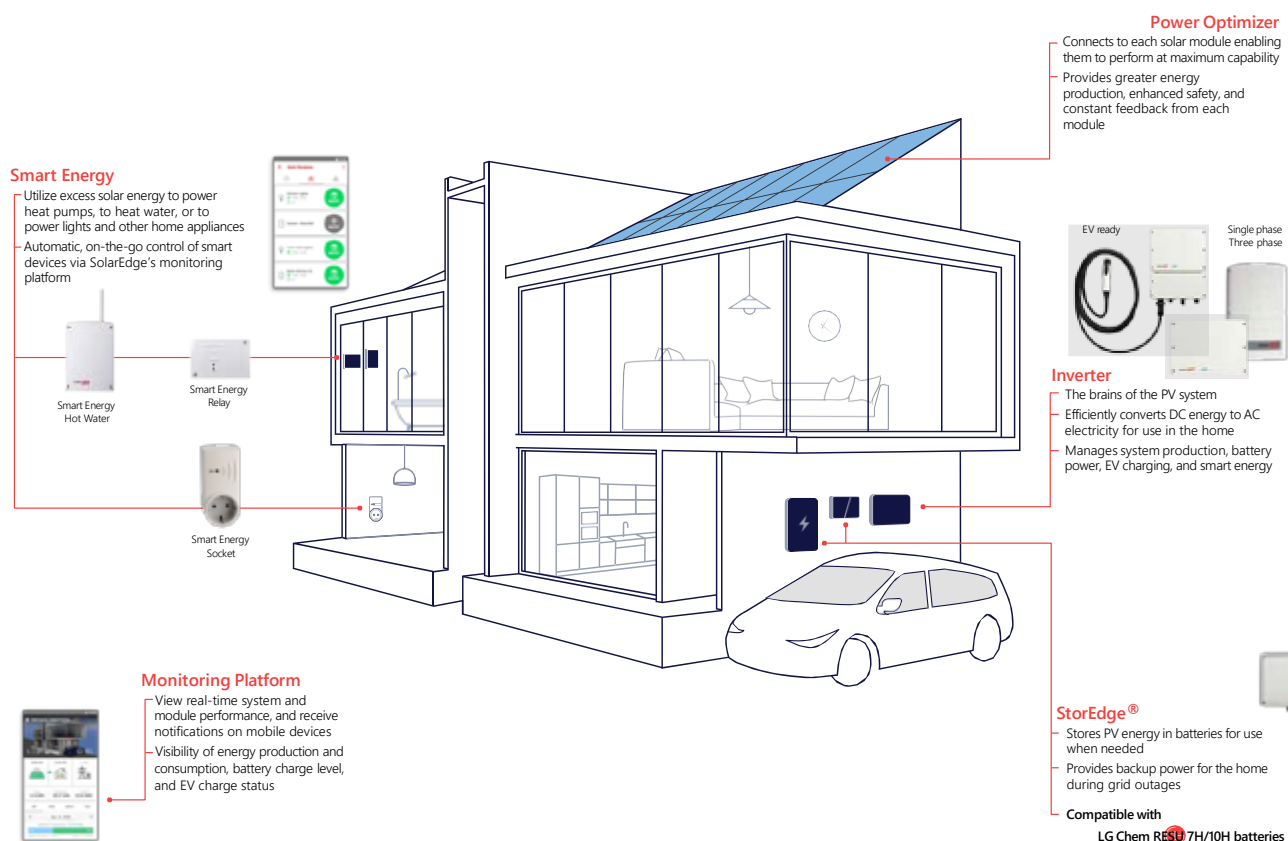 Power Optimizer
Connects to each solar module enabling
them to perform at maximum capability
Provides greater energy
production, enhanced safety, and
constant feedback from each
module
Smart Energy
Utilize excess solar energy to power
heat pumps, to heat water, or to
power lights and other home appliances
Automatic, on-the-go control of smart
devices via SolarEdge's monitoring
platform
Smart Energy
Hot Water
Smart Energy
Relay
Smart Energy
Socket
EV ready
Single phase
Three phase
Inverter
The brains of the PV system
Efficiently converts DC energy to AC
electricity for use in the home
Manages system production, battery
power, EV charging, and smart energy
Monitoring Platform
View real-time system and
module performance, and receive
notifications on mobile devices
Visibility of energy production and
consumption, battery charge level,
and EV charge status
StorEdge®
Stores PV energy in batteries for use
when needed
Provides backup power for the home
during grid outages
Compatible with
LG Chem RESU 7H/10H batteries